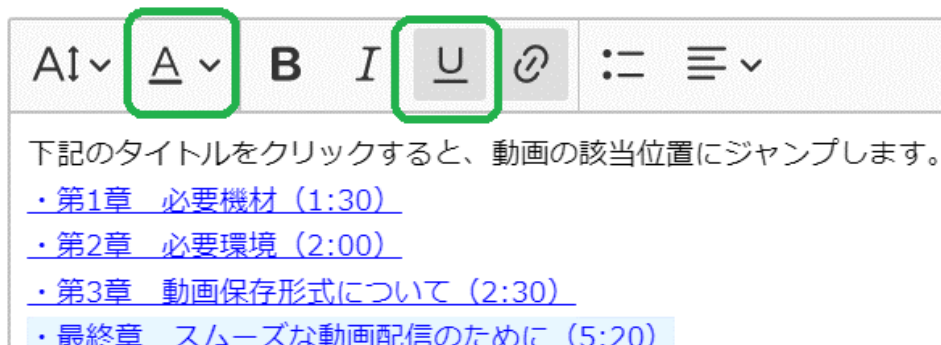 A A B I U
下記のタイトルをクリックすると、動画の該当位置にジャンプします。
・第1章　必要機材（1:30）
・第2章　必要環境（2:00）
・第3章　動画保存形式について（2:30）
・最終章　スムーズな動画配信のために（5:20）